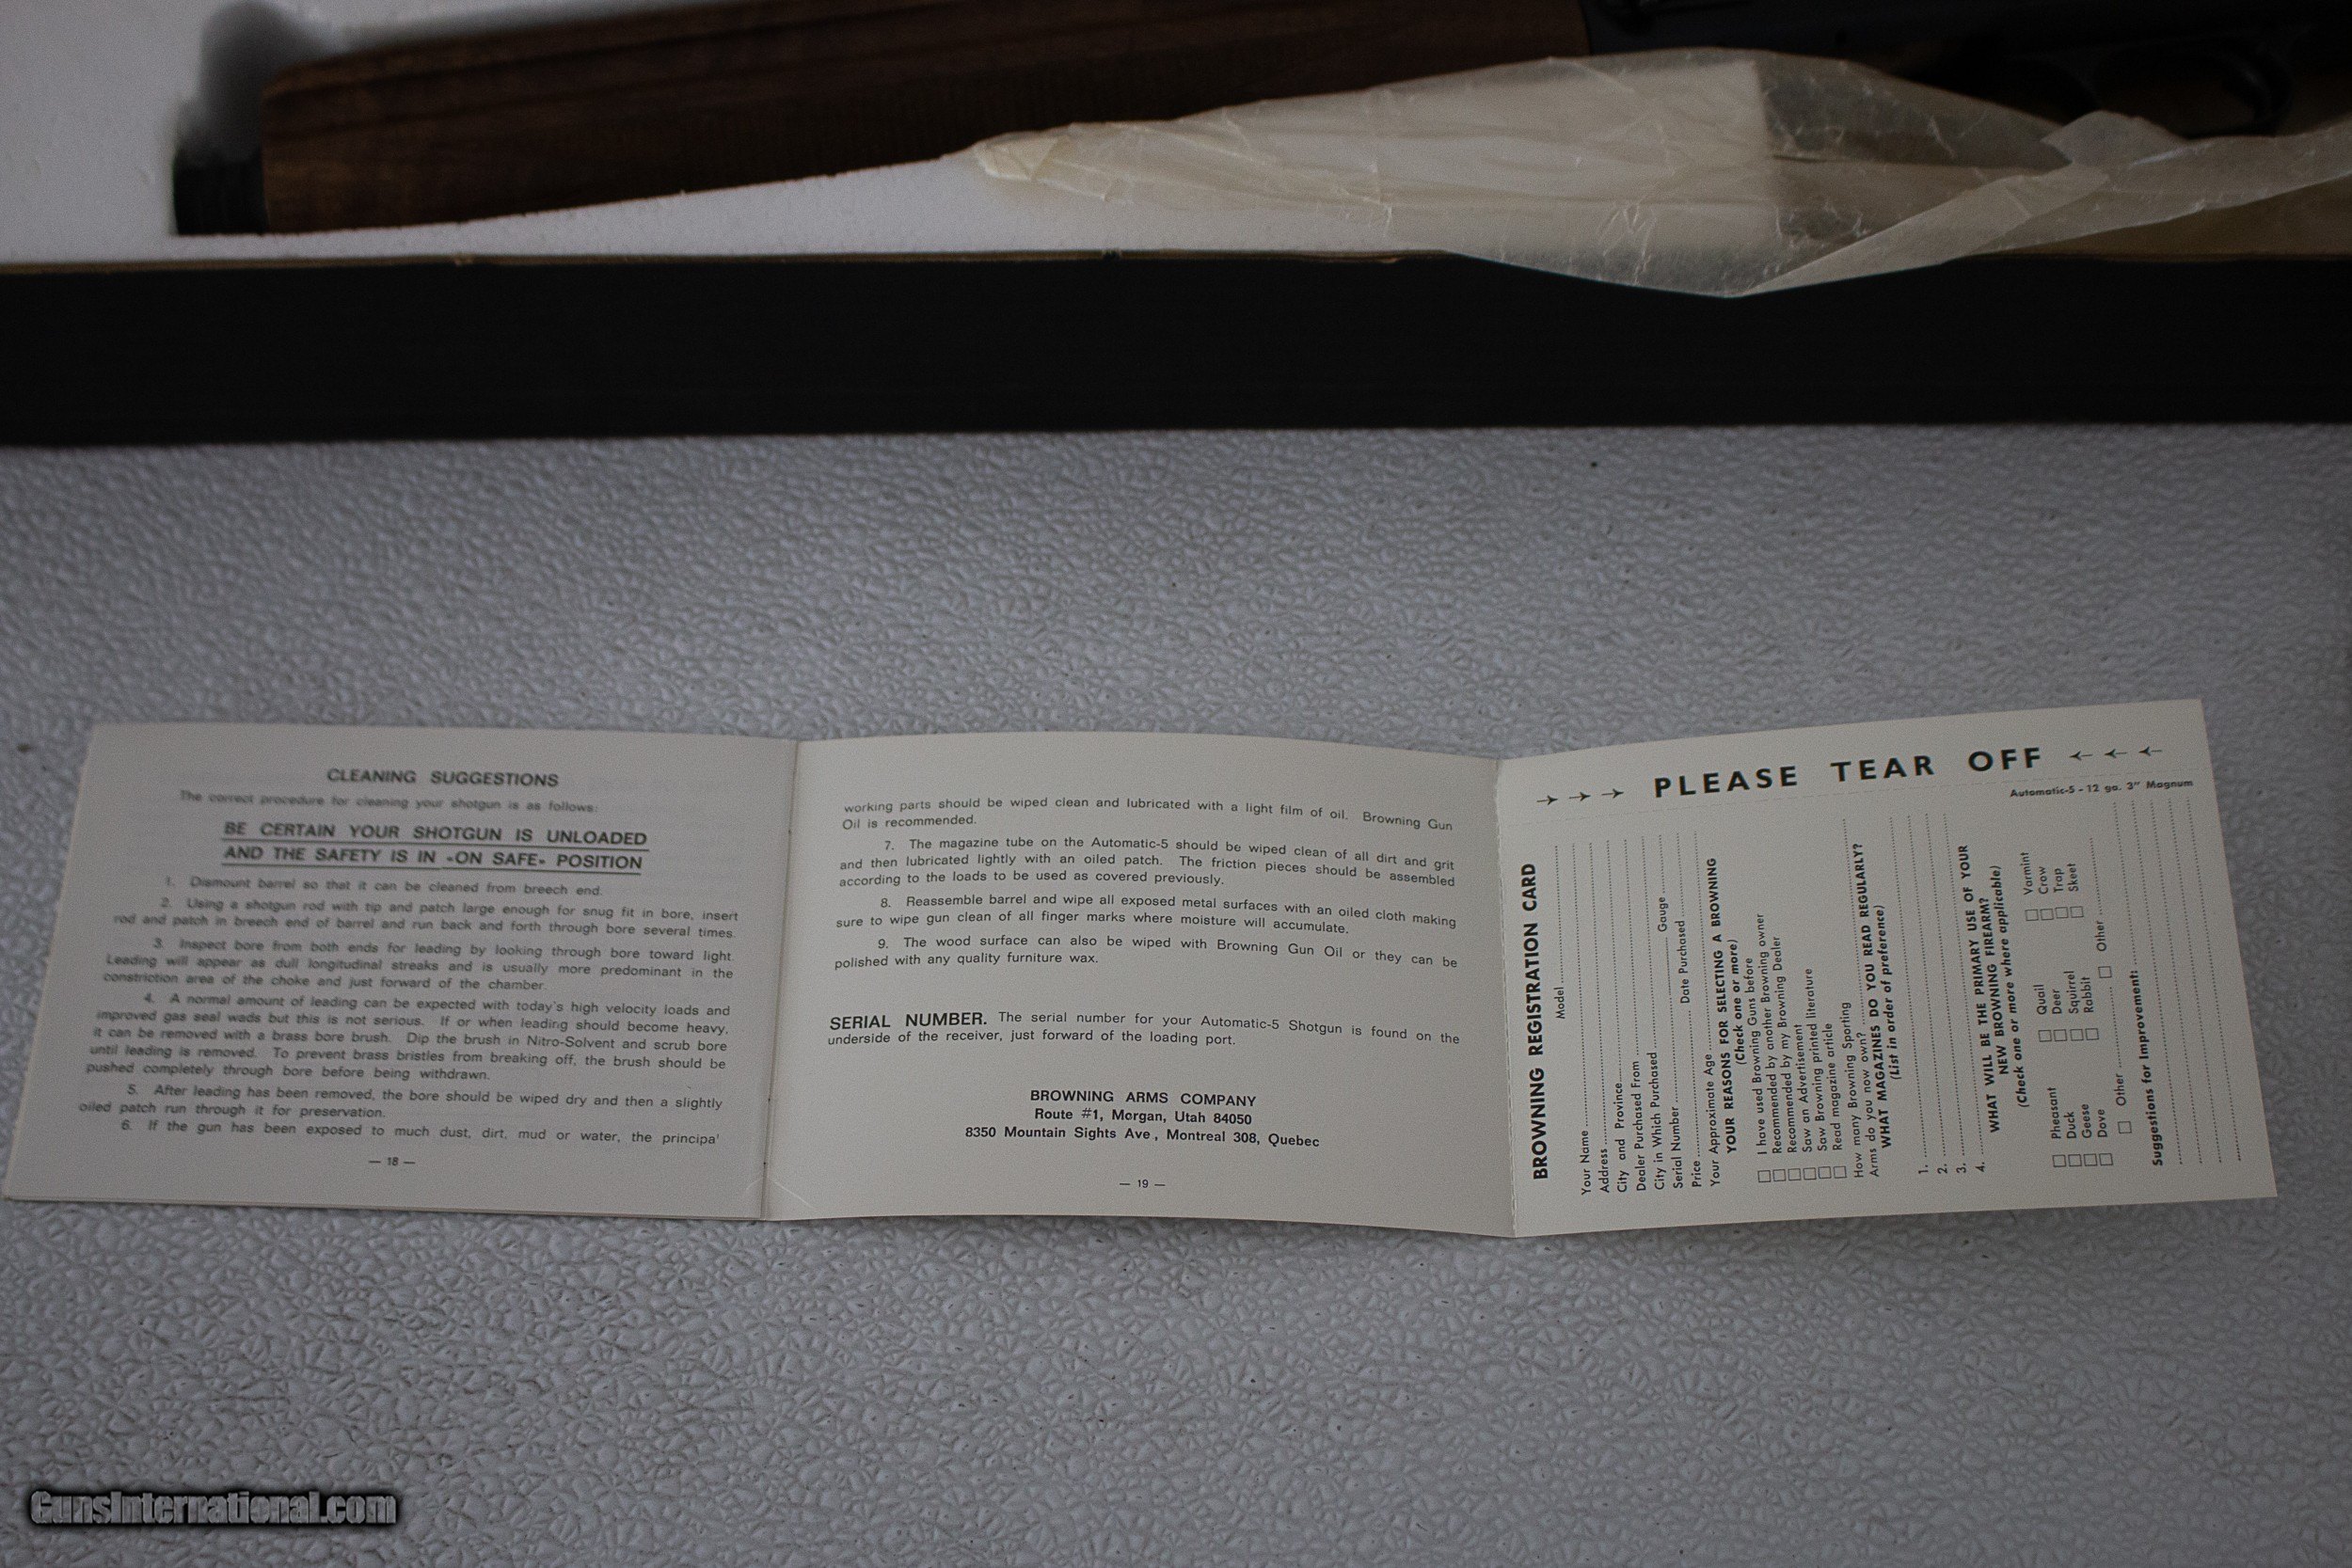 CLEANING SUGGESTIONS
The correct procedure for cleaning your shotgun is as follows:
BE CERTAIN YOUR SHOTGUN IS UNLOADED
AND THE SAFETY IS IN «ON SAFE» POSITION
1. Dismount barrel so that it can be cleaned from breech end.
2. Using a shotgun rod with tip and patch large enough for snug fit in bore, insert
rod and patch in breech end of barrel and run back and forth through bore several times.
3. Inspect bore from both ends for leading by looking through bore toward light.
Leading will appear as dull longitudinal streaks and is usually more predominant in the
constriction area of the choke and just forward of the chamber.
4. A normal amount of leading can be expected with today's high velocity loads and
improved gas seal wads but this is not serious. If or when leading should become heavy,
it can be removed with a brass bore brush. Dip the brush in Nitro-Solvent and scrub bore
until leading is removed. To prevent brass bristles from breaking off, the brush should be
pushed completely through bore before being withdrawn.
5. After leading has been removed, the bore should be wiped dry and then a slightly
oiled patch run through it for preservation.
6. If the gun has been exposed to much dust, dirt, mud or water, the principa'
— 18 —
working parts should be wiped clean and lubricated with a light film of oil. Browning Gun
Oil is recommended.
7. The magazine tube on the Automatic-5 should be wiped clean of all dirt and grit
and then lubricated lightly with an oiled patch. The friction pieces should be assembled
according to the loads to be used as covered previously.
8. Reassemble barrel and wipe all exposed metal surfaces with an oiled cloth making
sure to wipe gun clean of all finger marks where moisture will accumulate.
9. The wood surface can also be wiped with Browning Gun Oil or they can be
polished with any quality furniture wax.
SERIAL NUMBER. The serial number for your Automatic-5 Shotgun is found on the
underside of the receiver, just forward of the loading port.
BROWNING ARMS COMPANY
Route #1, Morgan, Utah 84050
8350 Mountain Sights Ave, Montreal 308, Quebec
— 19 —
PLEASE TEAR OFF
Automatic-5 - 12 ga. 3" Magnum
BROWNING REGISTRATION CARD
Model
Your Name
Address
City and Province
Dealer Purchased From
City in Which Purchased Gauge
Serial Number Date Purchased
Price
Your Approximate Age
YOUR REASONS FOR SELECTING A BROWNING
(Check one or more)
I have used Browning Guns before
Recommended by another Browning owner
Recommended by my Browning Dealer
Saw an Advertisement
Saw Browning printed literature
Read magazine article
How many Browning Sporting
Arms do you now own?
WHAT MAGAZINES DO YOU READ REGULARLY?
(List in order of preference)
1.
2.
3.
4.
WHAT WILL BE THE PRIMARY USE OF YOUR
NEW BROWNING FIREARM?
(Check one or more where applicable)
Pheasant Quail Varmint
Duck Deer Crow
Geese Squirrel Trap
Dove Rabbit Skeet
Other Other
Suggestions for Improvement:
GunsInternational.com